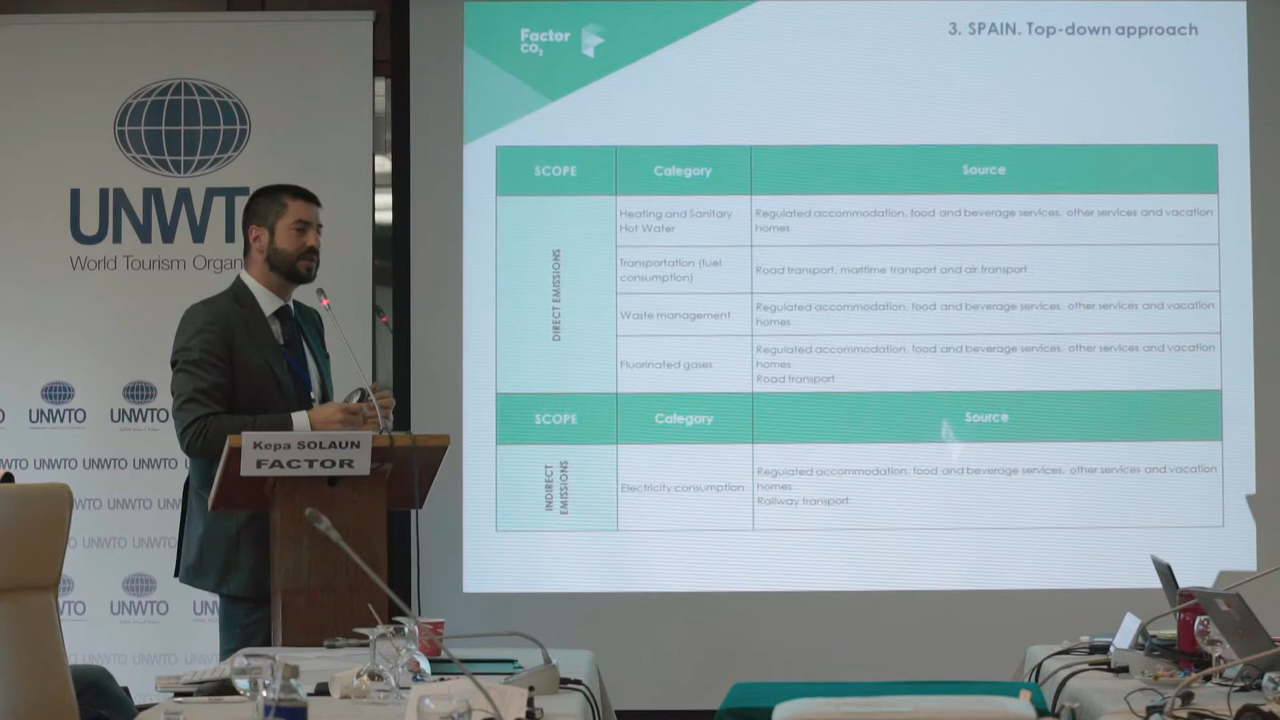 UNWTO
World Tourism Organ
UNWTO UNWTO
UNWTO UNWTO UNWTO UNWTO
UNWTO UNWTO
UNWTO UNWTO
UNWTO UNWTO
Kepa SOLAUN
FACTOR
Factor
CO₂
3. SPAIN. Top-down approach
SCOPE Category Source
DIRECT EMISSIONS
Heating and Sanitary
Hot Water
Regulated accommodation, food and beverage services, other services and vacation
homes
Transportation (fuel
consumption)
Road transport, maritime transport and air transport
Waste management
Regulated accommodation, food and beverage services, other services and vacation
homes
Fluorinated gases
Regulated accommodation, food and beverage services, other services and vacation
homes
Road transport
SCOPE Category Source
INDIRECT
EMISSIONS
Electricity consumption
Regulated accommodation, food and beverage services, other services and vacation
homes
Railway transport